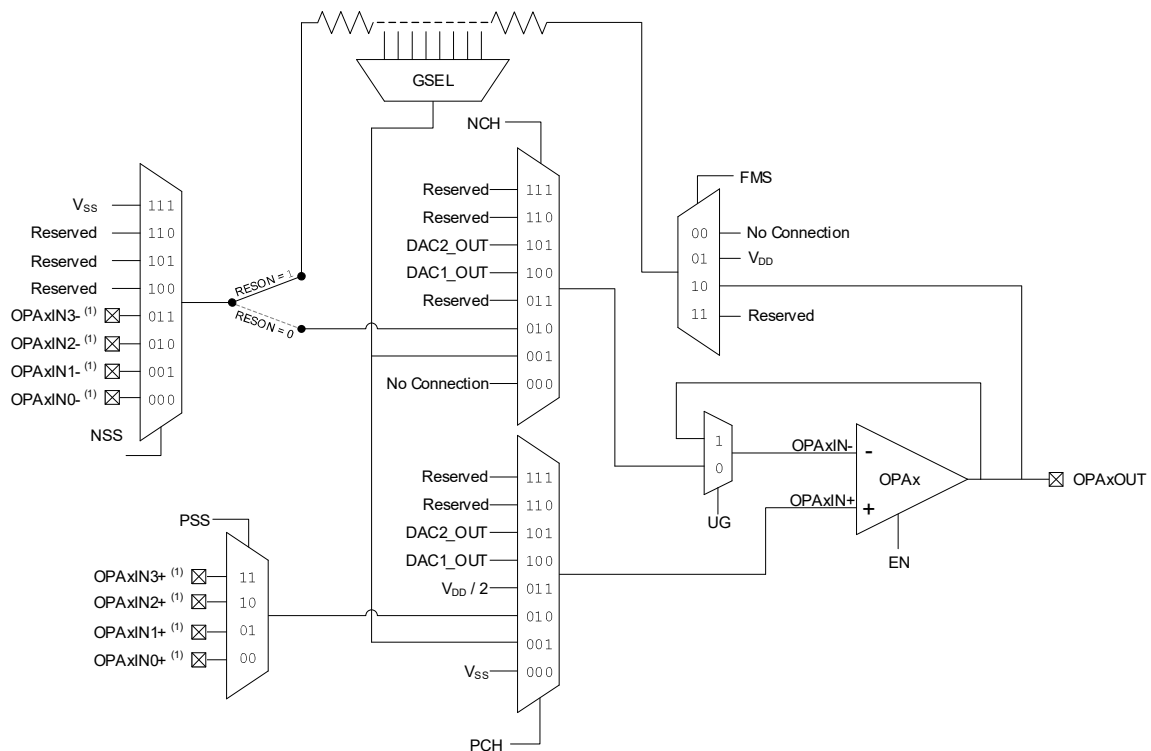 GSEL
NCH
Reserved 111
Reserved 110
DAC2_OUT 101
DAC1_OUT 100
Reserved 011
010
001
No Connection 000
FMS
00 No Connection
01 VDD
10
11 Reserved
VSS 111
Reserved 110
Reserved 101
Reserved 100
OPAxIN3- (1) 011
OPAxIN2- (1) 010
OPAxIN1- (1) 001
OPAxIN0- (1) 000
NSS
RESON = 1
RESON = 0
1
0
UG
OPAxIN-
OPAxIN+
-
OPAx
+
EN
OPAxOUT
PSS
OPAxIN3+ (1) 11
OPAxIN2+ (1) 10
OPAxIN1+ (1) 01
OPAxIN0+ (1) 00
Reserved 111
Reserved 110
DAC2_OUT 101
DAC1_OUT 100
VDD / 2 011
010
001
VSS 000
PCH